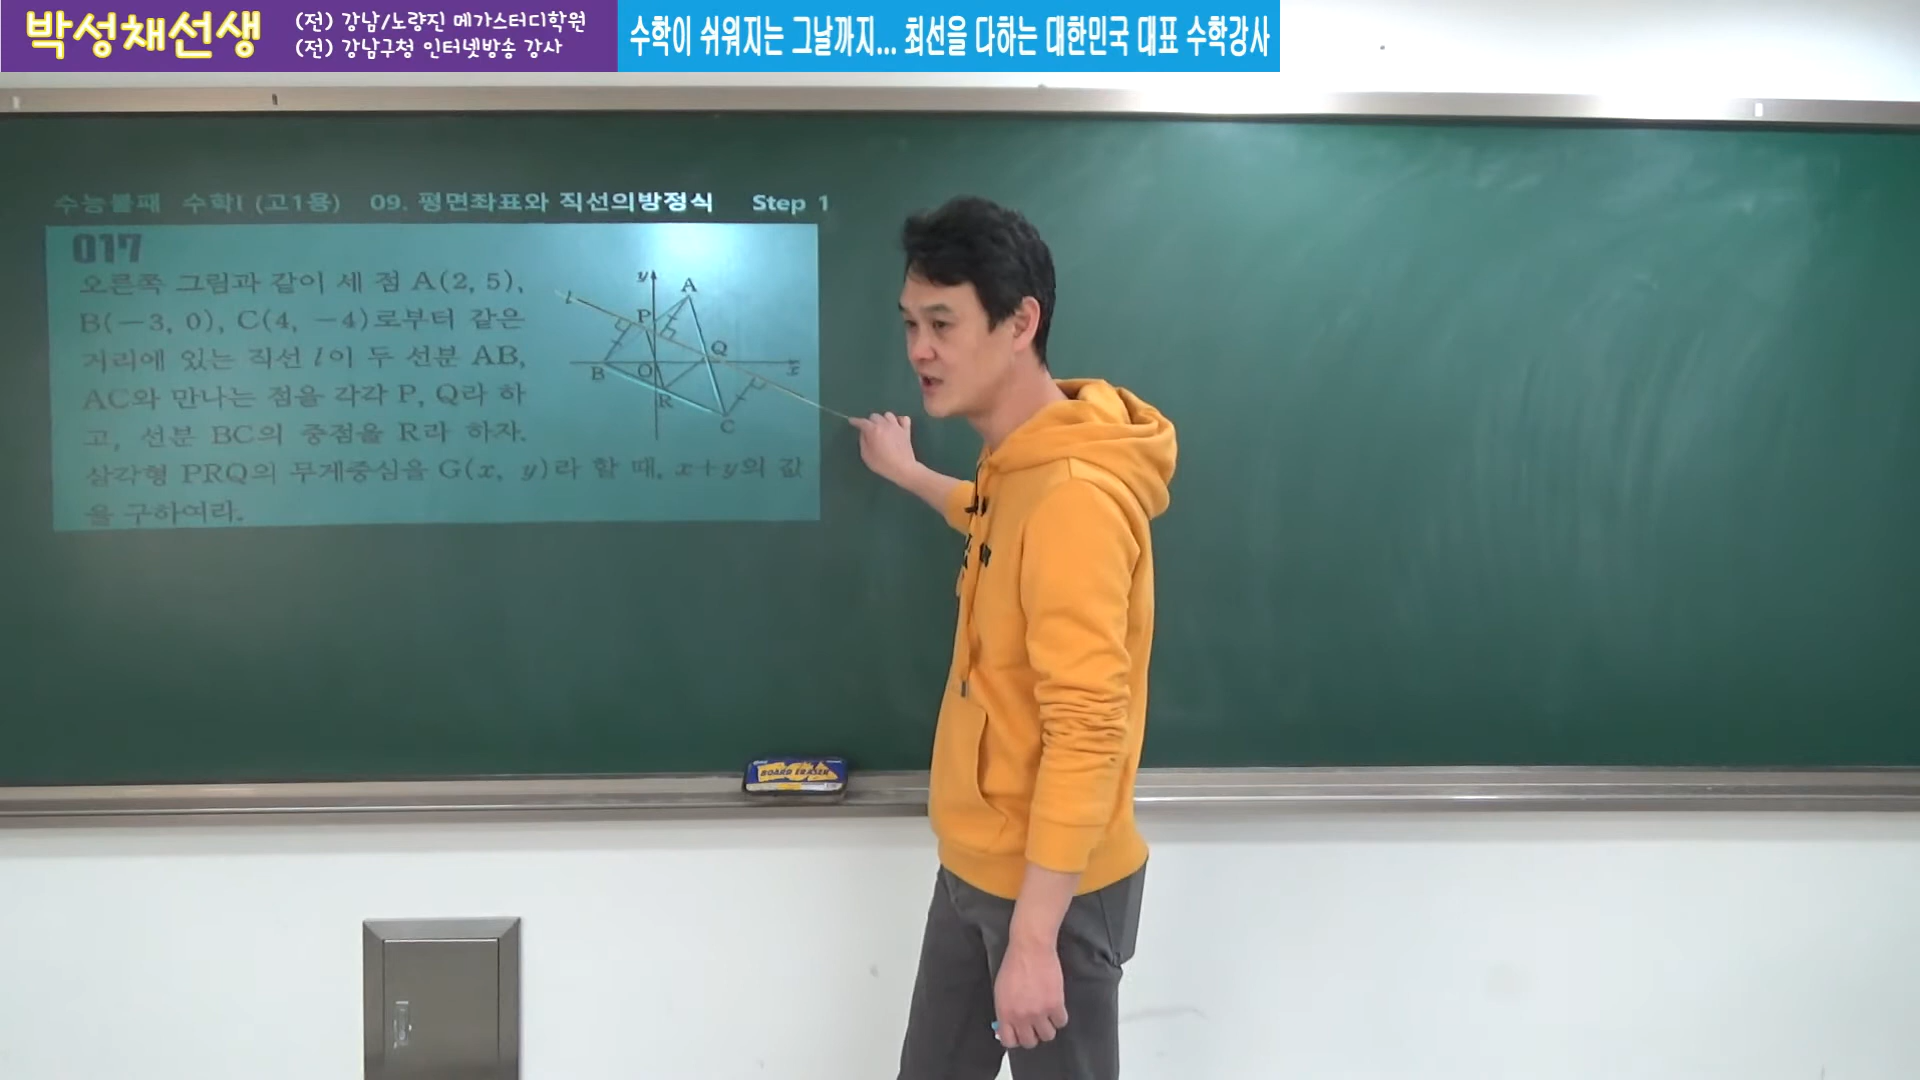 박성채선생
(전) 강남/노량진 메가스터디학원
(전) 강남구청 인터넷방송 강사
수학이 쉬워지는 그날까지... 최선을 다하는 대한민국 대표 수학강사
수능불패 수학I (고1용) 09. 평면좌표와 직선의방정식 Step 1
017
오른쪽 그림과 같이 세 점 A(2, 5),
B(-3, 0), C(4, -4)로부터 같은
거리에 있는 직선 l이 두 선분 AB,
AC와 만나는 점을 각각 P, Q라 하
고, 선분 BC의 중점을 R라 하자.
삼각형 PRQ의 무게중심을 G(x, y)라 할 때, x+y의 값
을 구하여라.
y
A
l
P
Q
B
O
x
R
C
BOARD ERASER